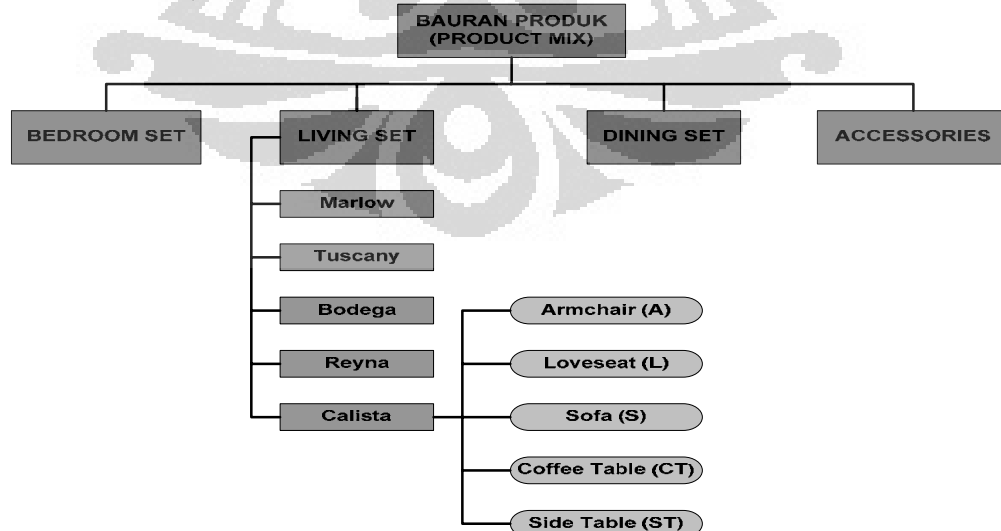 BAURAN PRODUK
(PRODUCT MIX)
BEDROOM SET
LIVING SET
DINING SET
ACCESSORIES
Marlow
Tuscany
Bodega
Armchair (A)
Reyna
Loveseat (L)
Calista
Sofa (S)
Coffee Table (CT)
Side Table (ST)